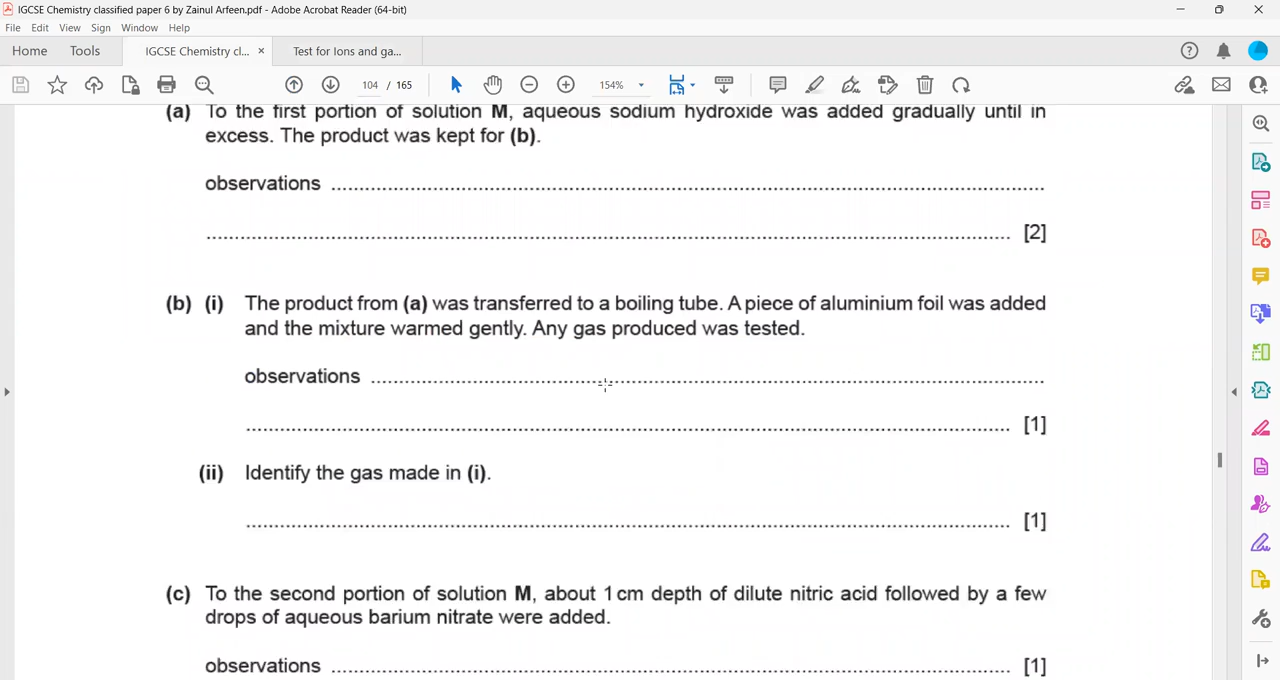 IGCSE Chemistry classified paper 6 by Zainul Arfeen.pdf - Adobe Acrobat Reader (64-bit)
File Edit View Sign Window Help
Home Tools IGCSE Chemistry cl... × Test for Ions and ga...
104 / 165 154%
(a) To the first portion of solution M, aqueous sodium hydroxide was added gradually until in
excess. The product was kept for (b).
observations ................................................................
................................................................ [2]
(b) (i) The product from (a) was transferred to a boiling tube. A piece of aluminium foil was added
and the mixture warmed gently. Any gas produced was tested.
observations ................................................................
................................................................ [1]
(ii) Identify the gas made in (i).
................................................................ [1]
(c) To the second portion of solution M, about 1 cm depth of dilute nitric acid followed by a few
drops of aqueous barium nitrate were added.
observations ................................................................ [1]